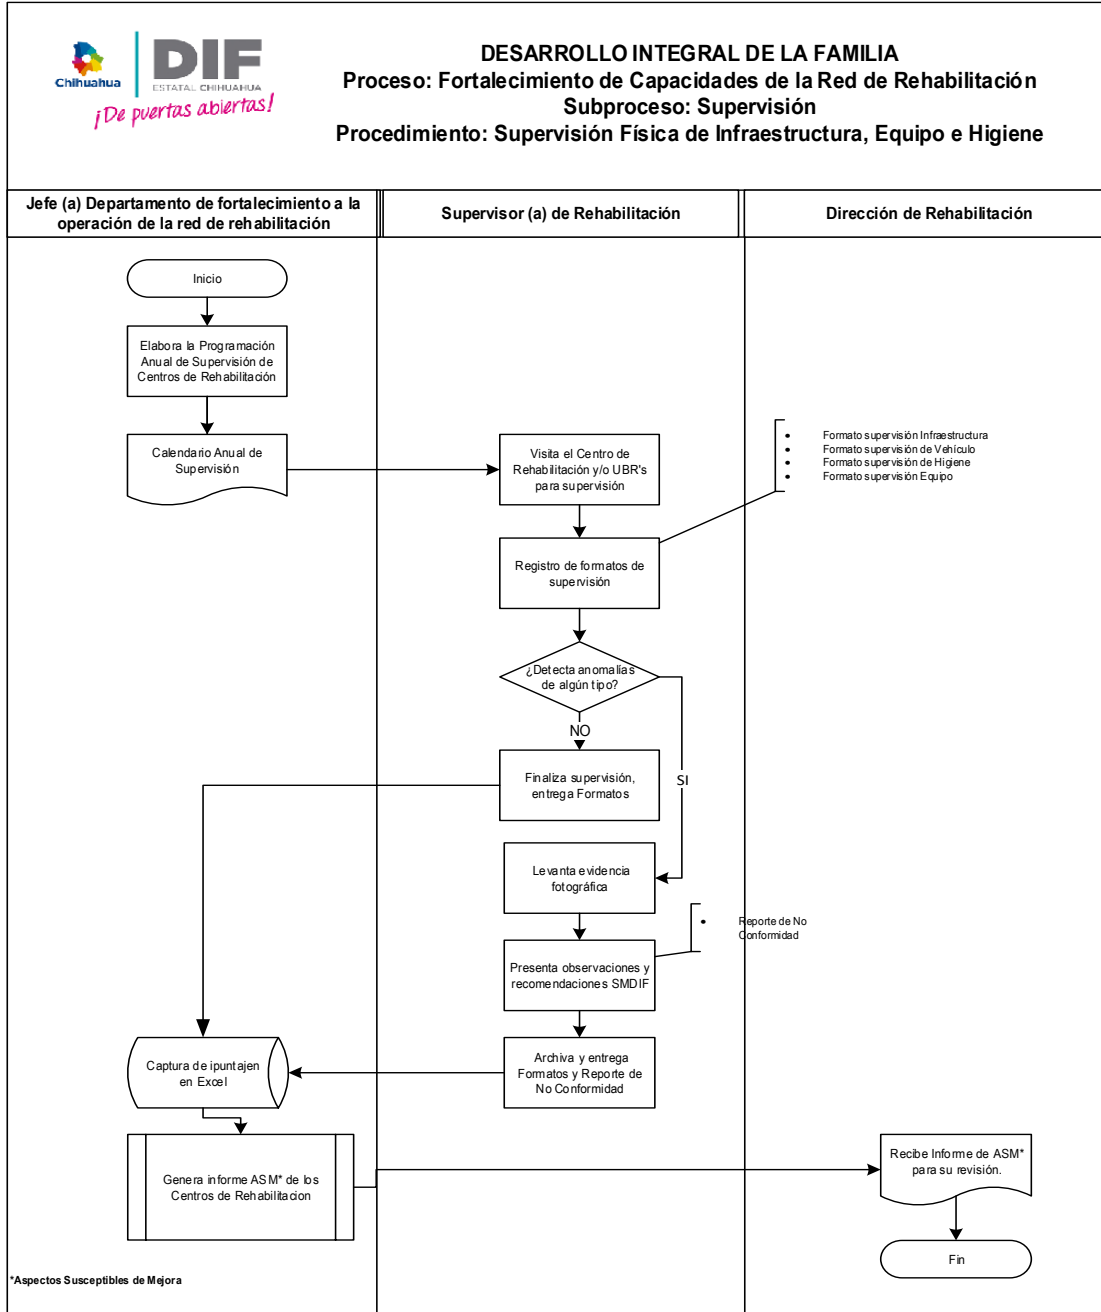 Chihuahua
DIF
ESTATAL CHIHUAHUA
¡De puertas abiertas!
DESARROLLO INTEGRAL DE LA FAMILIA
Proceso: Fortalecimiento de Capacidades de la Red de Rehabilitación
Subproceso: Supervisión
Procedimiento: Supervisión Física de Infraestructura, Equipo e Higiene
Jefe (a) Departamento de fortalecimiento a la
operación de la red de rehabilitación
Supervisor (a) de Rehabilitación
Dirección de Rehabilitación
Inicio
Elabora la Programación
Anual de Supervisión de
Centros de Rehabilitación
Calendario Anual de
Supervisión
Visita el Centro de
Rehabilitación y/o UBR's
para supervisión
• Formato supervisión Infraestructura
• Formato supervisión de Vehículo
• Formato supervisión de Higiene
• Formato supervisión Equipo
Registro de formatos de
supervisión
¿Detecta anomalías
de algún tipo?
NO
SI
Finaliza supervisión,
entrega Formatos
Levanta evidencia
fotográfica
• Reporte de No
Conformidad
Presenta observaciones y
recomendaciones SMDIF
Archiva y entrega
Formatos y Reporte de
No Conformidad
Captura de ipuntajen
en Excel
Genera informe ASM* de los
Centros de Rehabilitacion
Recibe Informe de ASM*
para su revisión.
Fin
*Aspectos Susceptibles de Mejora